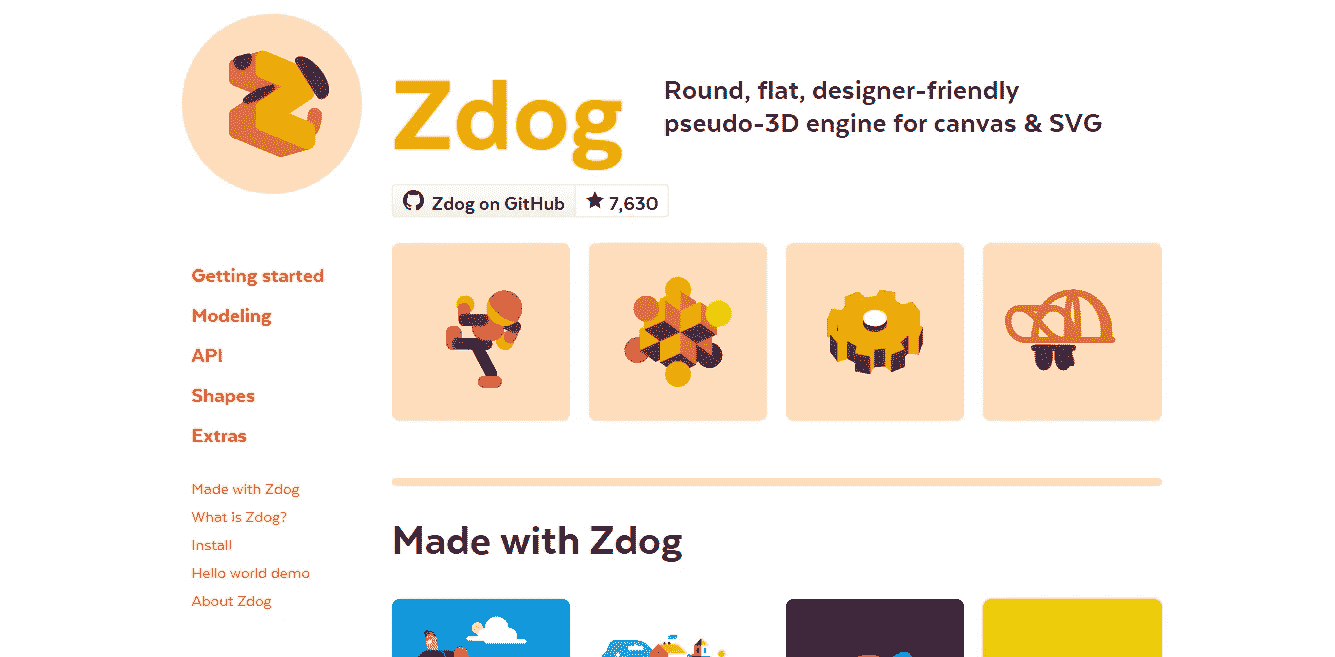 Zdog
Round, flat, designer-friendly
pseudo-3D engine for canvas & SVG
Zdog on GitHub
7,630
Getting started
Modeling
API
Shapes
Extras
Made with Zdog
What is Zdog?
Install
Hello world demo
About Zdog
Made with Zdog